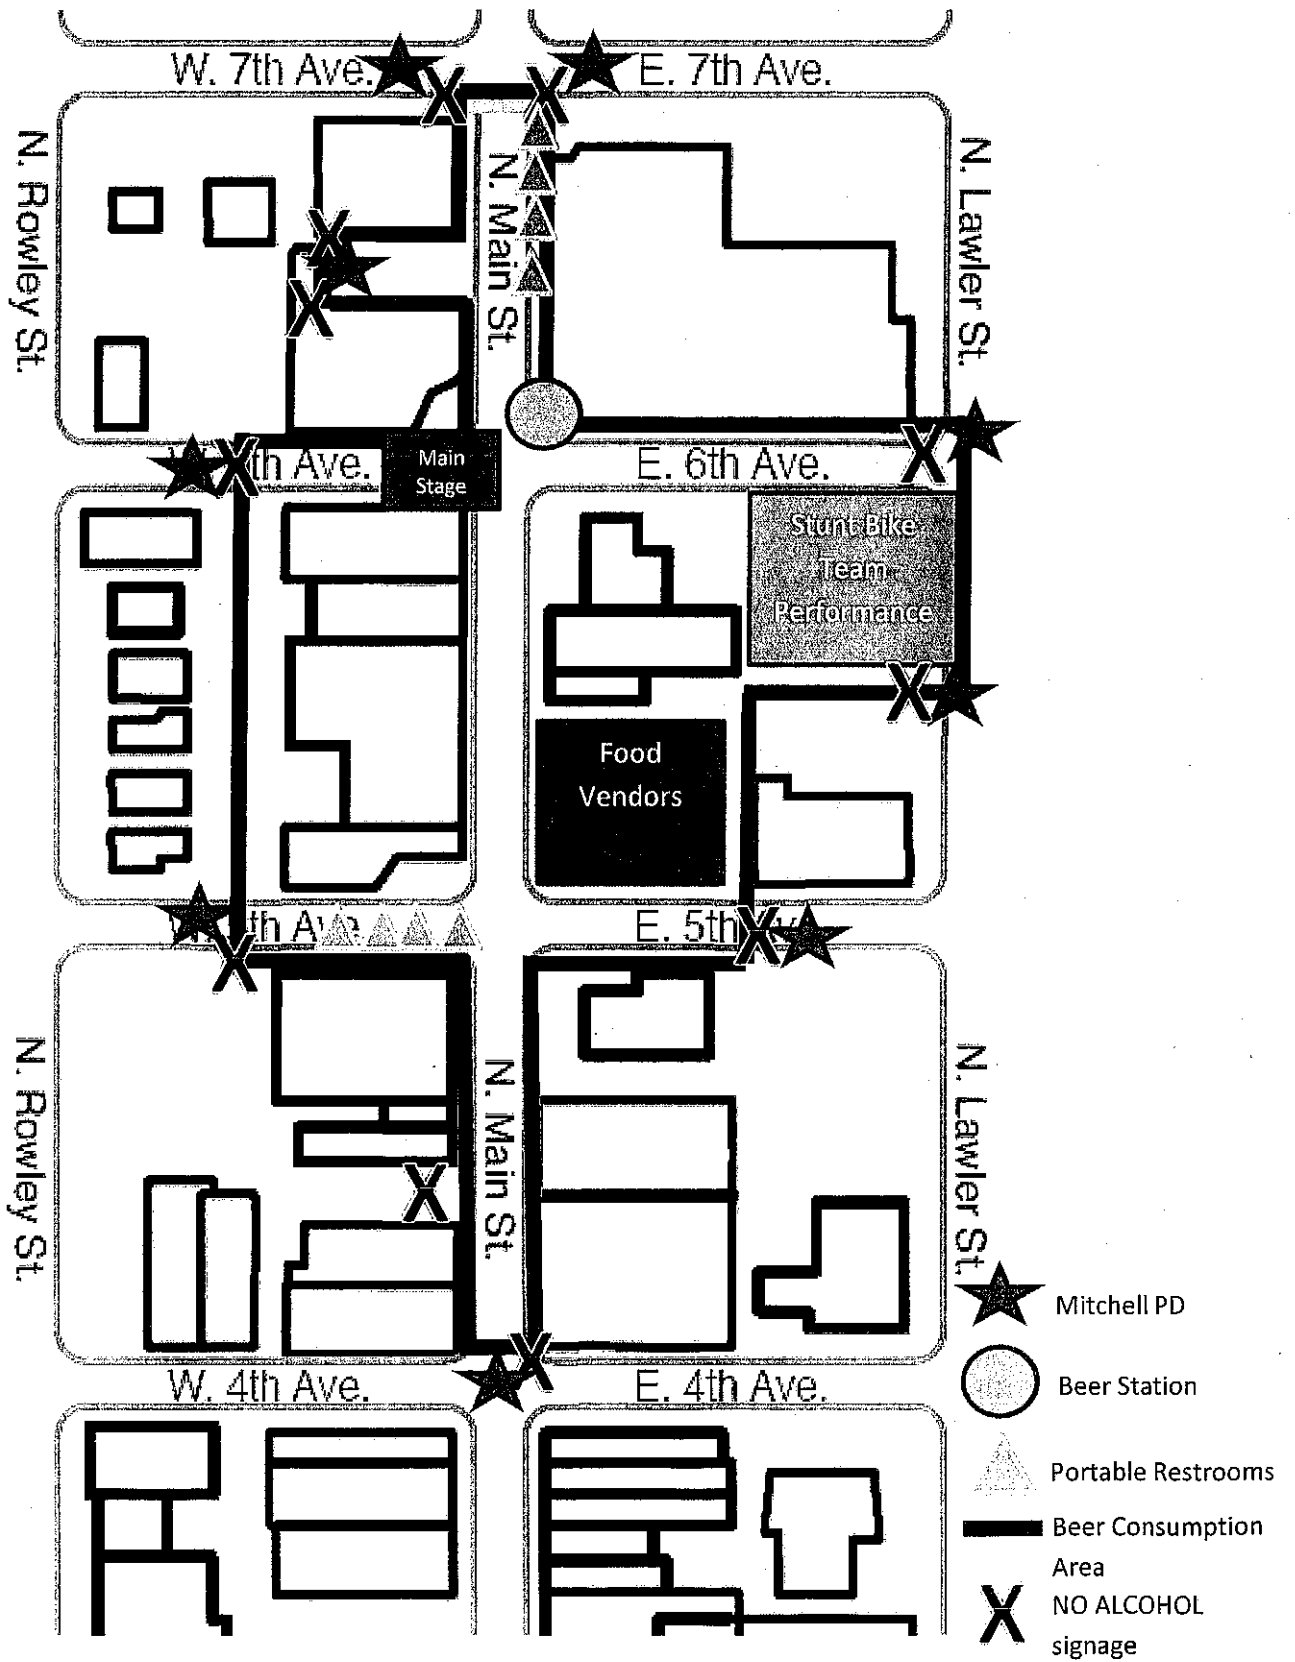 W. 7th Ave.
E. 7th Ave.
N. Rowley St.
N. Main St.
N. Lawler St.
th Ave.
Main
Stage
E. 6th Ave.
Stunt Bike
Team
Performance
Food
Vendors
E. 5th
N. Rowley St.
N. Main St.
N. Lawler St.
W. 4th Ave.
E. 4th Ave.
Mitchell PD
Beer Station
Portable Restrooms
Beer Consumption
Area
X NO ALCOHOL
signage